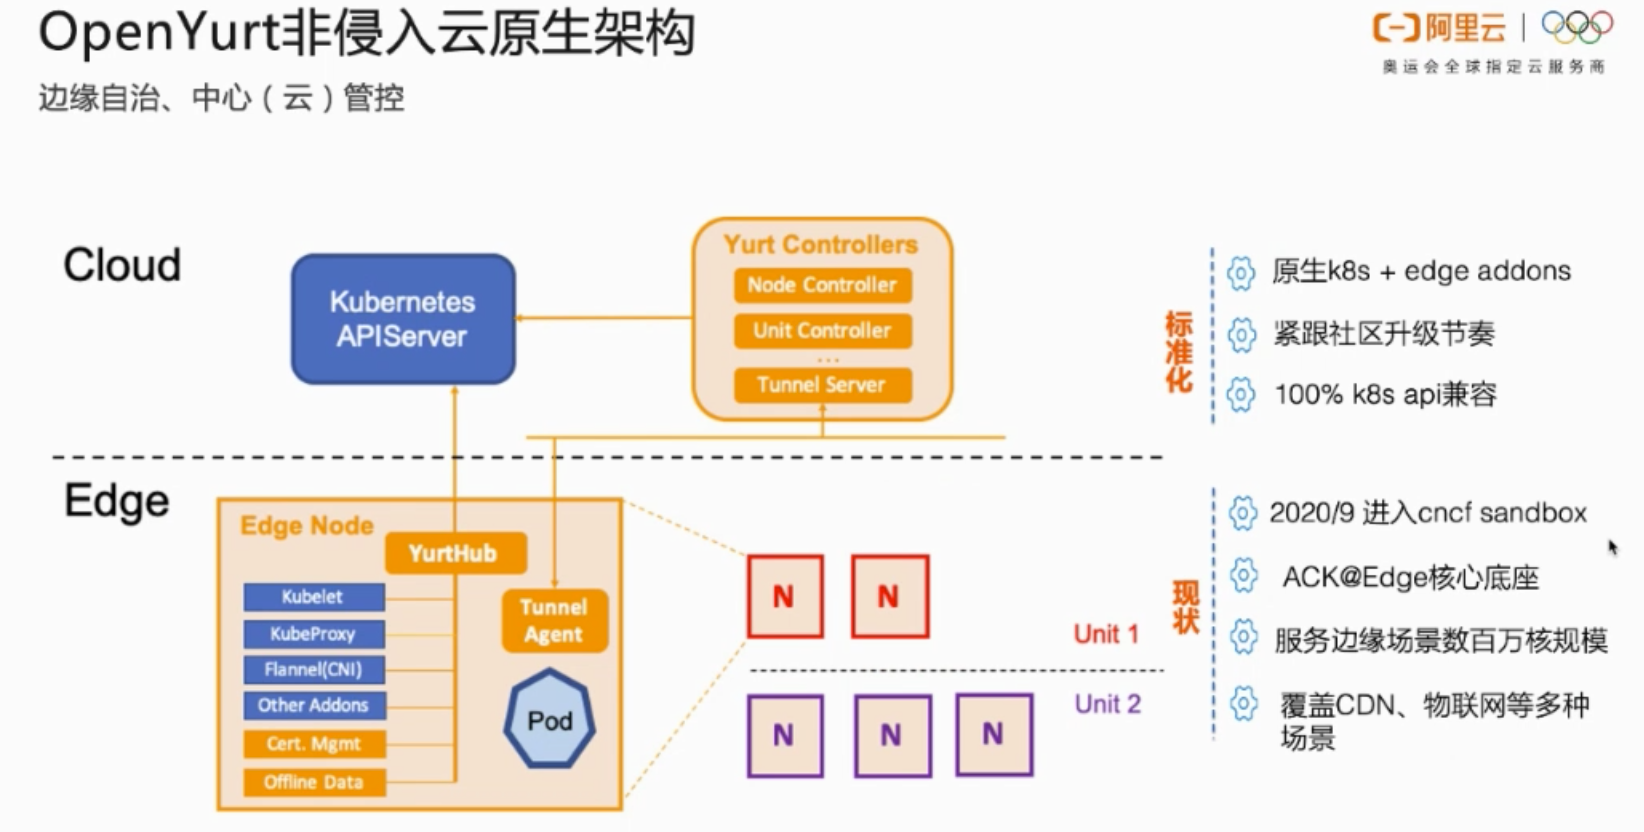 OpenYurt非侵入云原生架构
边缘自治、中心（云）管控
阿里云
奥运会全球指定云服务商
Cloud
Kubernetes
APIServer
Yurt Controllers
Node Controller
Unit Controller
...
Tunnel Server
标准化
原生k8s + edge addons
紧跟社区升级节奏
100% k8s api兼容
Edge
Edge Node
YurtHub
Kubelet
KubeProxy
Flannel(CNI)
Other Addons
Cert. Mgmt
Offline Data
Tunnel
Agent
Pod
N
N
Unit 1
Unit 2
N
N
N
现状
2020/9 进入cncf sandbox
ACK@Edge核心底座
服务边缘场景数百万核规模
覆盖CDN、物联网等多种
场景